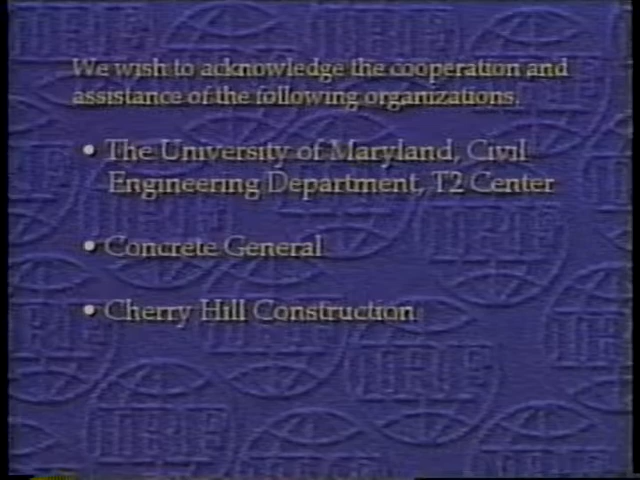 We wish to acknowledge the cooperation and
assistance of the following organizations.
• The University of Maryland, Civil
Engineering Department, T2 Center
• Concrete General
• Cherry Hill Construction